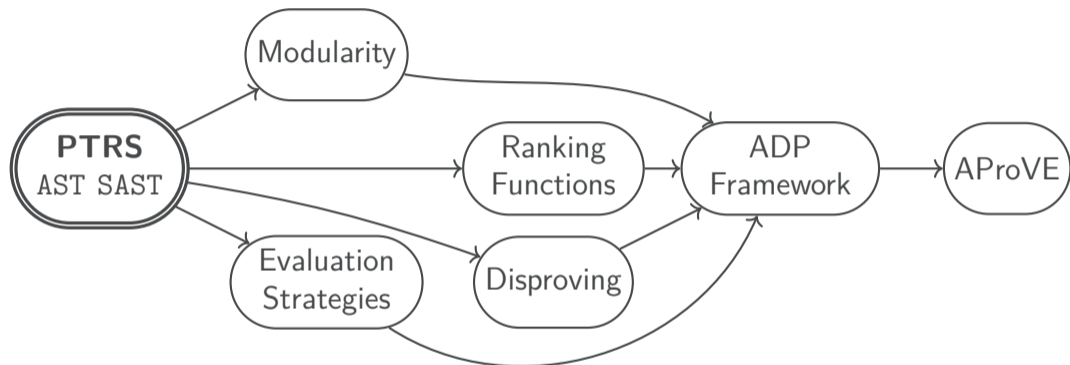 Modularity
PTRS
AST SAST
Ranking
Functions
ADP
Framework
AProVE
Evaluation
Strategies
Disproving